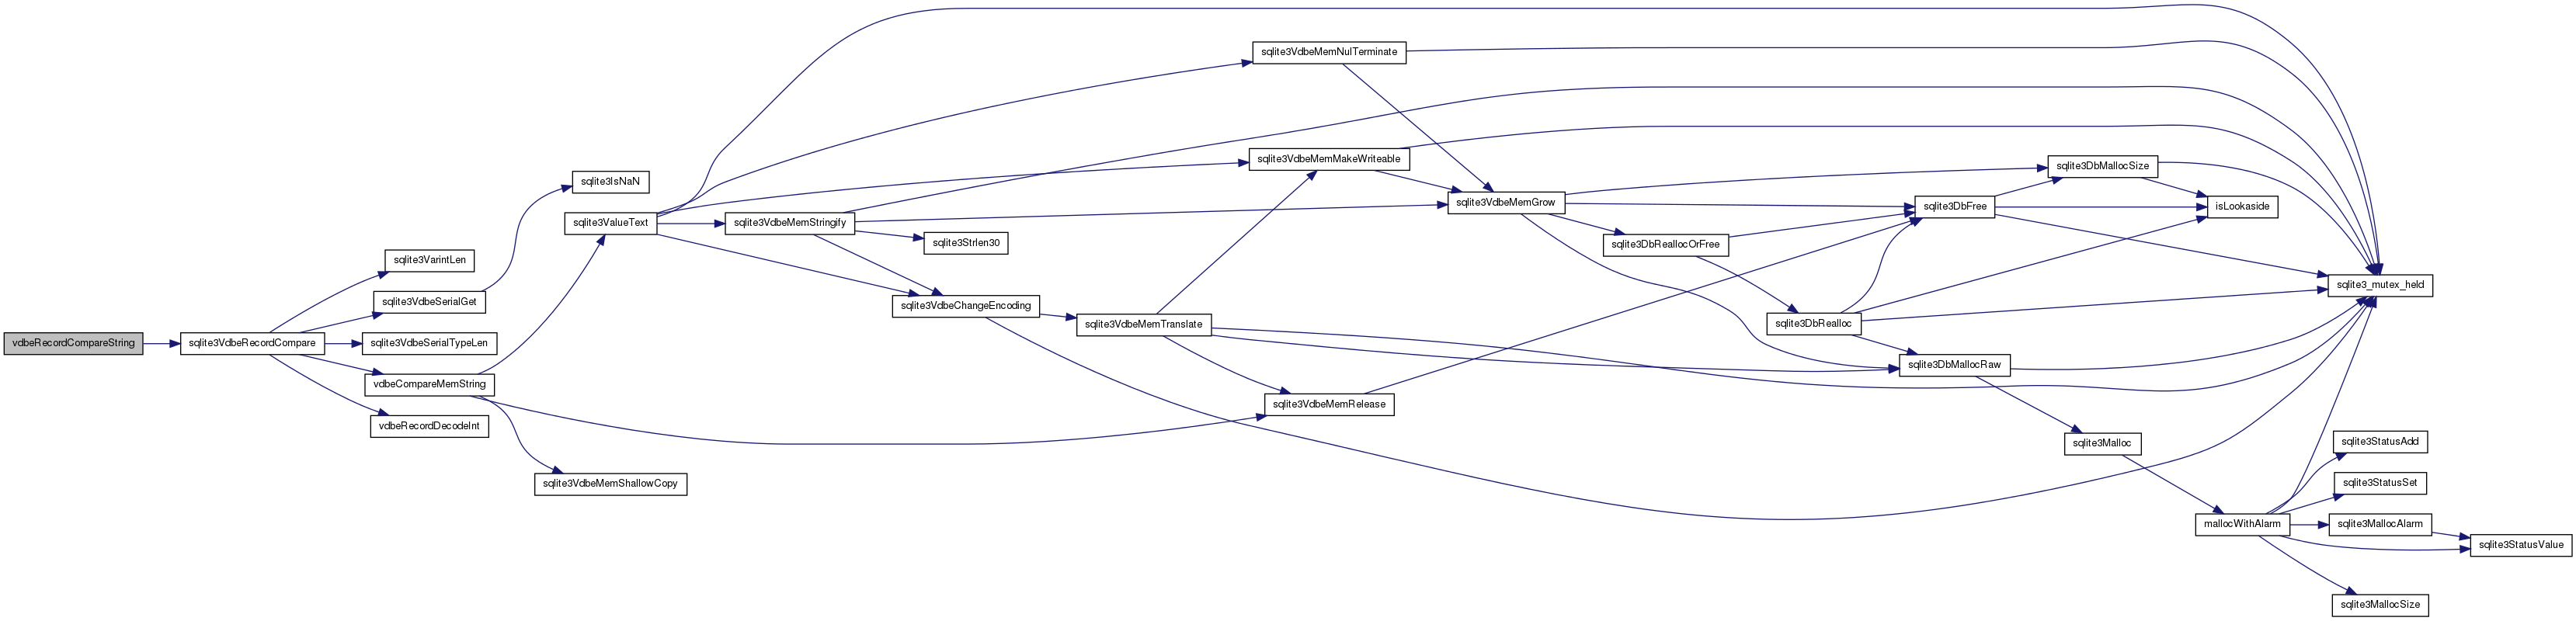 vdbeRecordCompareString
sqlite3VdbeRecordCompare
sqlite3VarintLen
sqlite3VdbeSerialGet
sqlite3VdbeSerialTypeLen
vdbeCompareMemString
vdbeRecordDecodeInt
sqlite3IsNaN
sqlite3ValueText
sqlite3VdbeMemShallowCopy
sqlite3VdbeMemStringify
sqlite3Strlen30
sqlite3VdbeChangeEncoding
sqlite3VdbeMemTranslate
sqlite3VdbeMemNulTerminate
sqlite3VdbeMemMakeWriteable
sqlite3VdbeMemRelease
sqlite3VdbeMemGrow
sqlite3DbReallocOrFree
sqlite3DbRealloc
sqlite3DbFree
sqlite3DbMallocRaw
sqlite3DbMallocSize
sqlite3Malloc
isLookaside
mallocWithAlarm
sqlite3_mutex_held
sqlite3StatusAdd
sqlite3StatusSet
sqlite3MallocAlarm
sqlite3MallocSize
sqlite3StatusValue